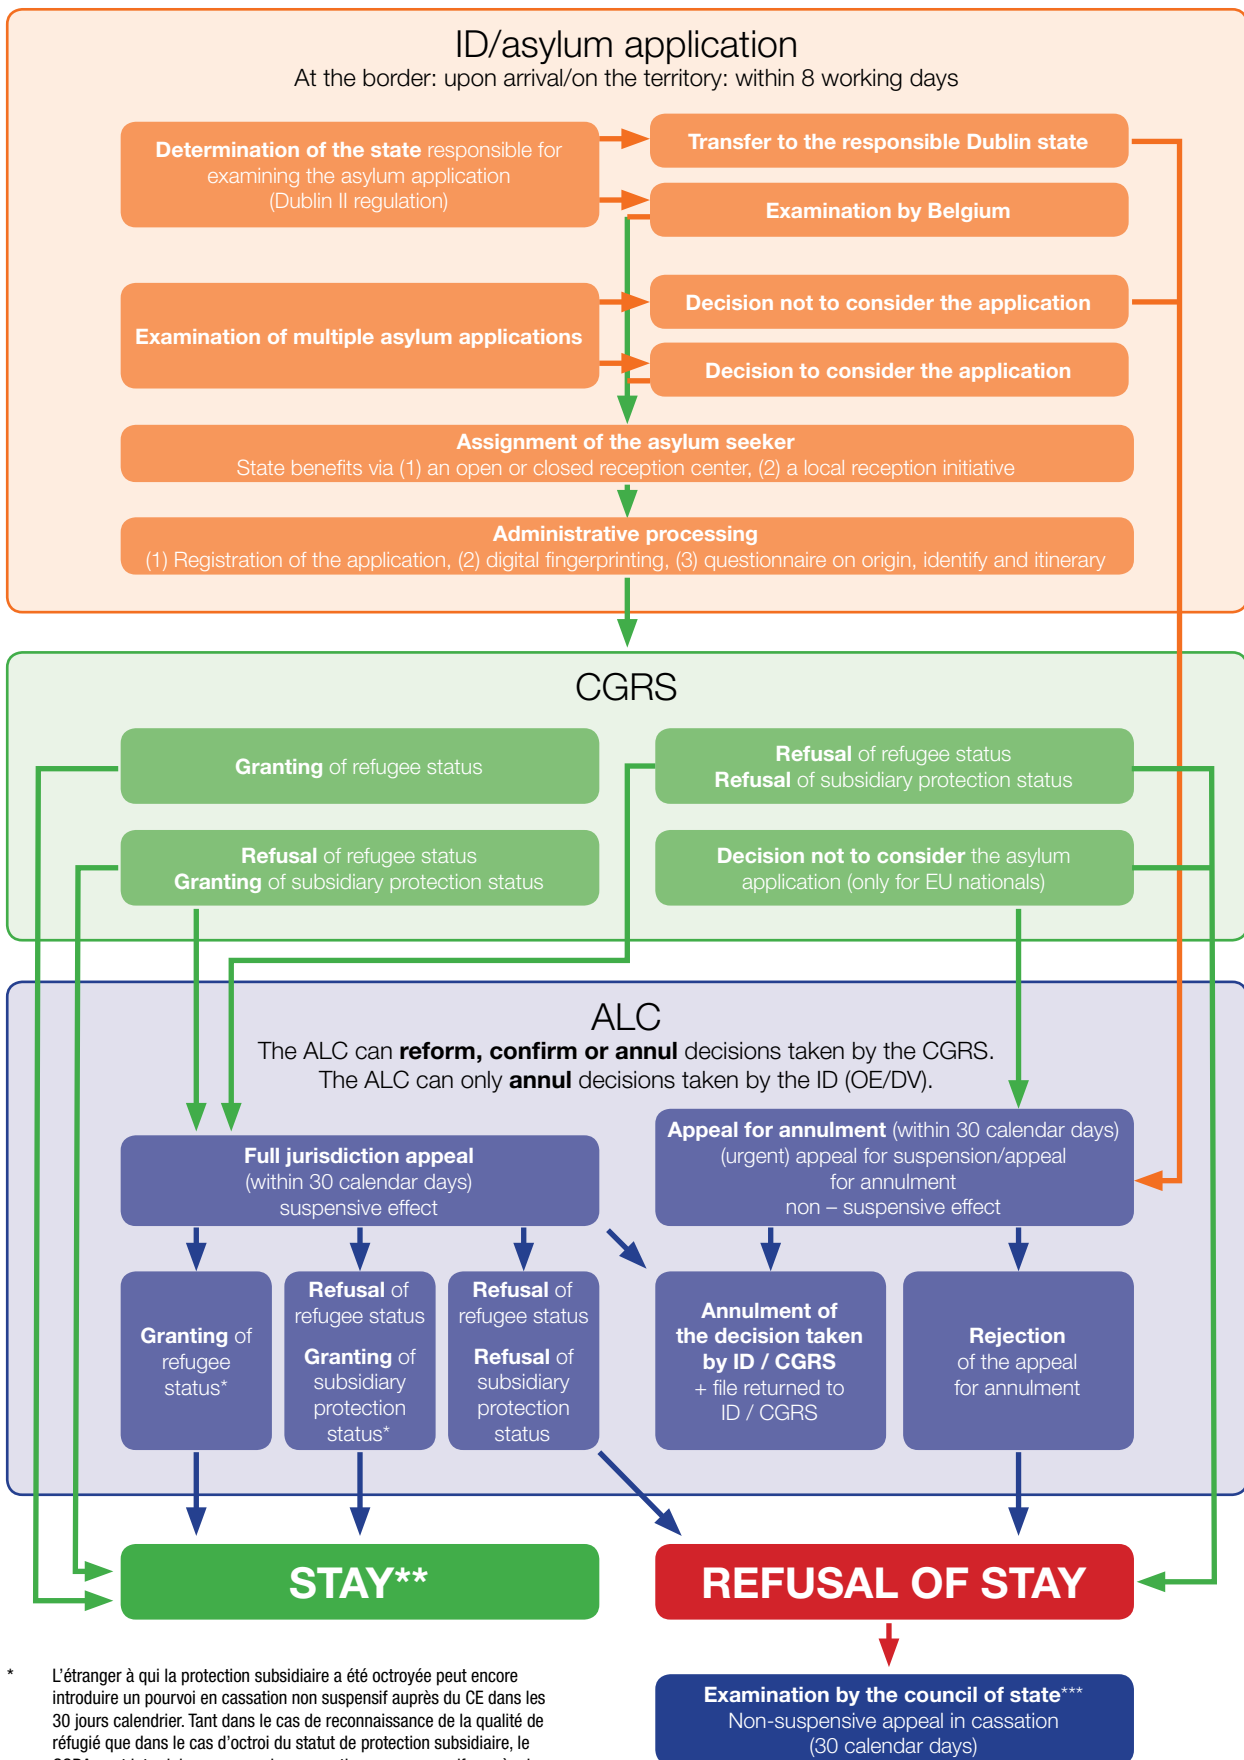 ID/asylum application
At the border: upon arrival/on the territory: within 8 working days
Determination of the state responsible for
examining the asylum application
(Dublin II regulation)
Transfer to the responsible Dublin state
Examination by Belgium
Examination of multiple asylum applications
Decision not to consider the application
Decision to consider the application
Assignment of the asylum seeker
State benefits via (1) an open or closed reception center, (2) a local reception initiative
Administrative processing
(1) Registration of the application, (2) digital fingerprinting, (3) questionnaire on origin, identify and itinerary
CGRS
Granting of refugee status
Refusal of refugee status
Refusal of subsidiary protection status
Refusal of refugee status
Granting of subsidiary protection status
Decision not to consider the asylum
application (only for EU nationals)
ALC
The ALC can reform, confirm or annul decisions taken by the CGRS.
The ALC can only annul decisions taken by the ID (OE/DV).
Full jurisdiction appeal
(within 30 calendar days)
suspensive effect
Appeal for annulment (within 30 calendar days)
(urgent) appeal for suspension/appeal
for annulment
non – suspensive effect
Granting of
refugee
status*
Refusal of
refugee status
Granting of
subsidiary
protection
status*
Refusal of
refugee status
Refusal of
subsidiary
protection
status
Annulment of
the decision taken
by ID / CGRS
+ file returned to
ID / CGRS
Rejection
of the appeal
for annulment
STAY**
REFUSAL OF STAY
* L'étranger à qui la protection subsidiaire a été octroyée peut encore
introduire un pourvoi en cassation non suspensif auprès du CE dans les
30 jours calendrier. Tant dans le cas de reconnaissance de la qualité de
réfugié que dans le cas d'octroi du statut de protection subsidiaire, le
Examination by the council of state***
Non-suspensive appeal in cassation
(30 calendar days)